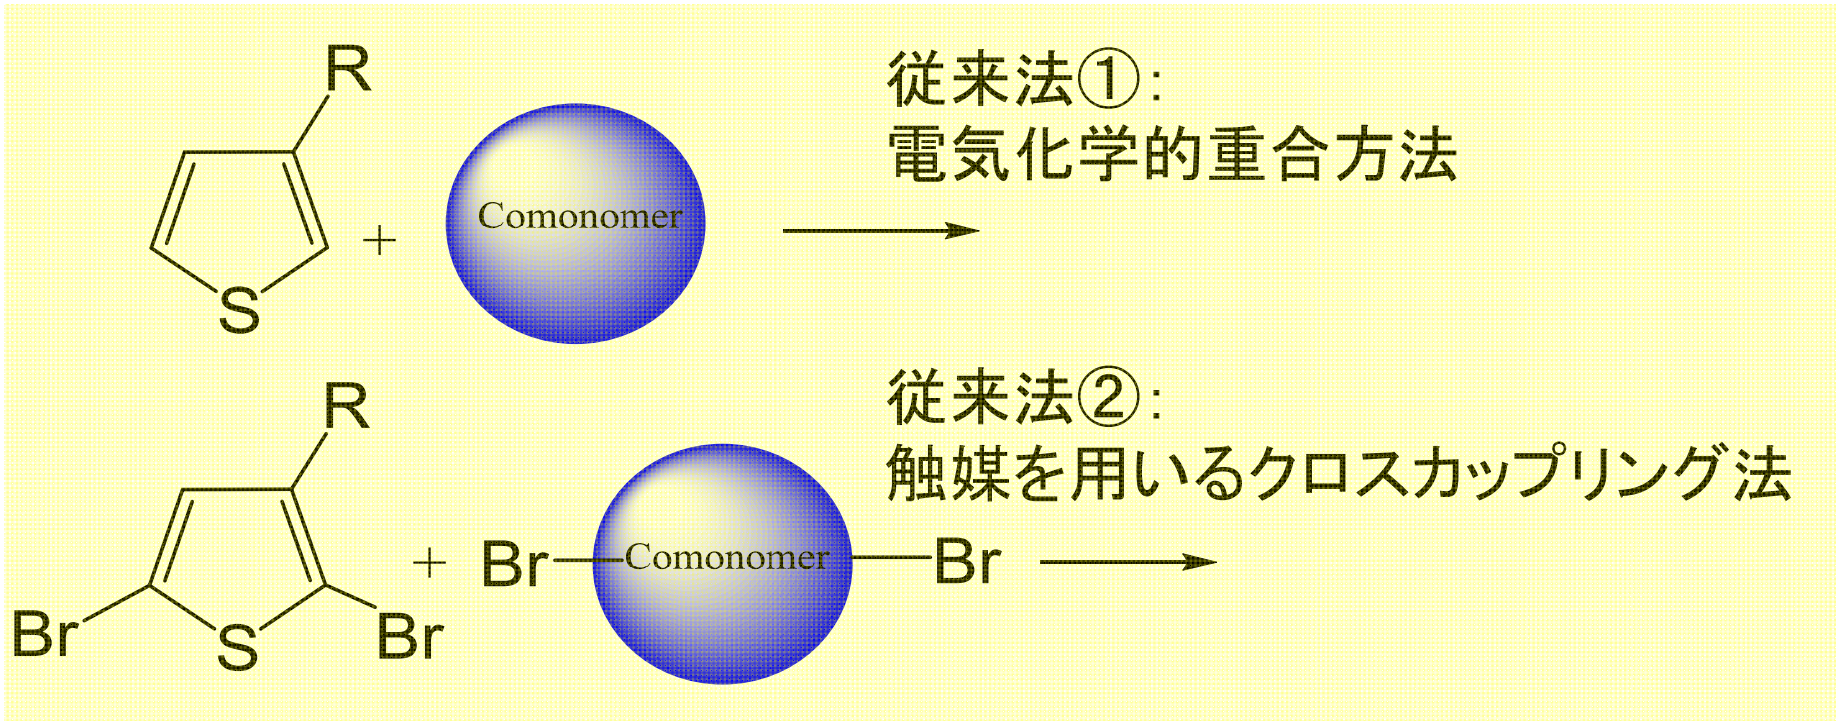 R
従来法①:
電気化学的重合方法
Comonomer
+
S
R
従来法②:
触媒を用いるクロスカップリング法
Br Comonomer Br
+
Br S Br